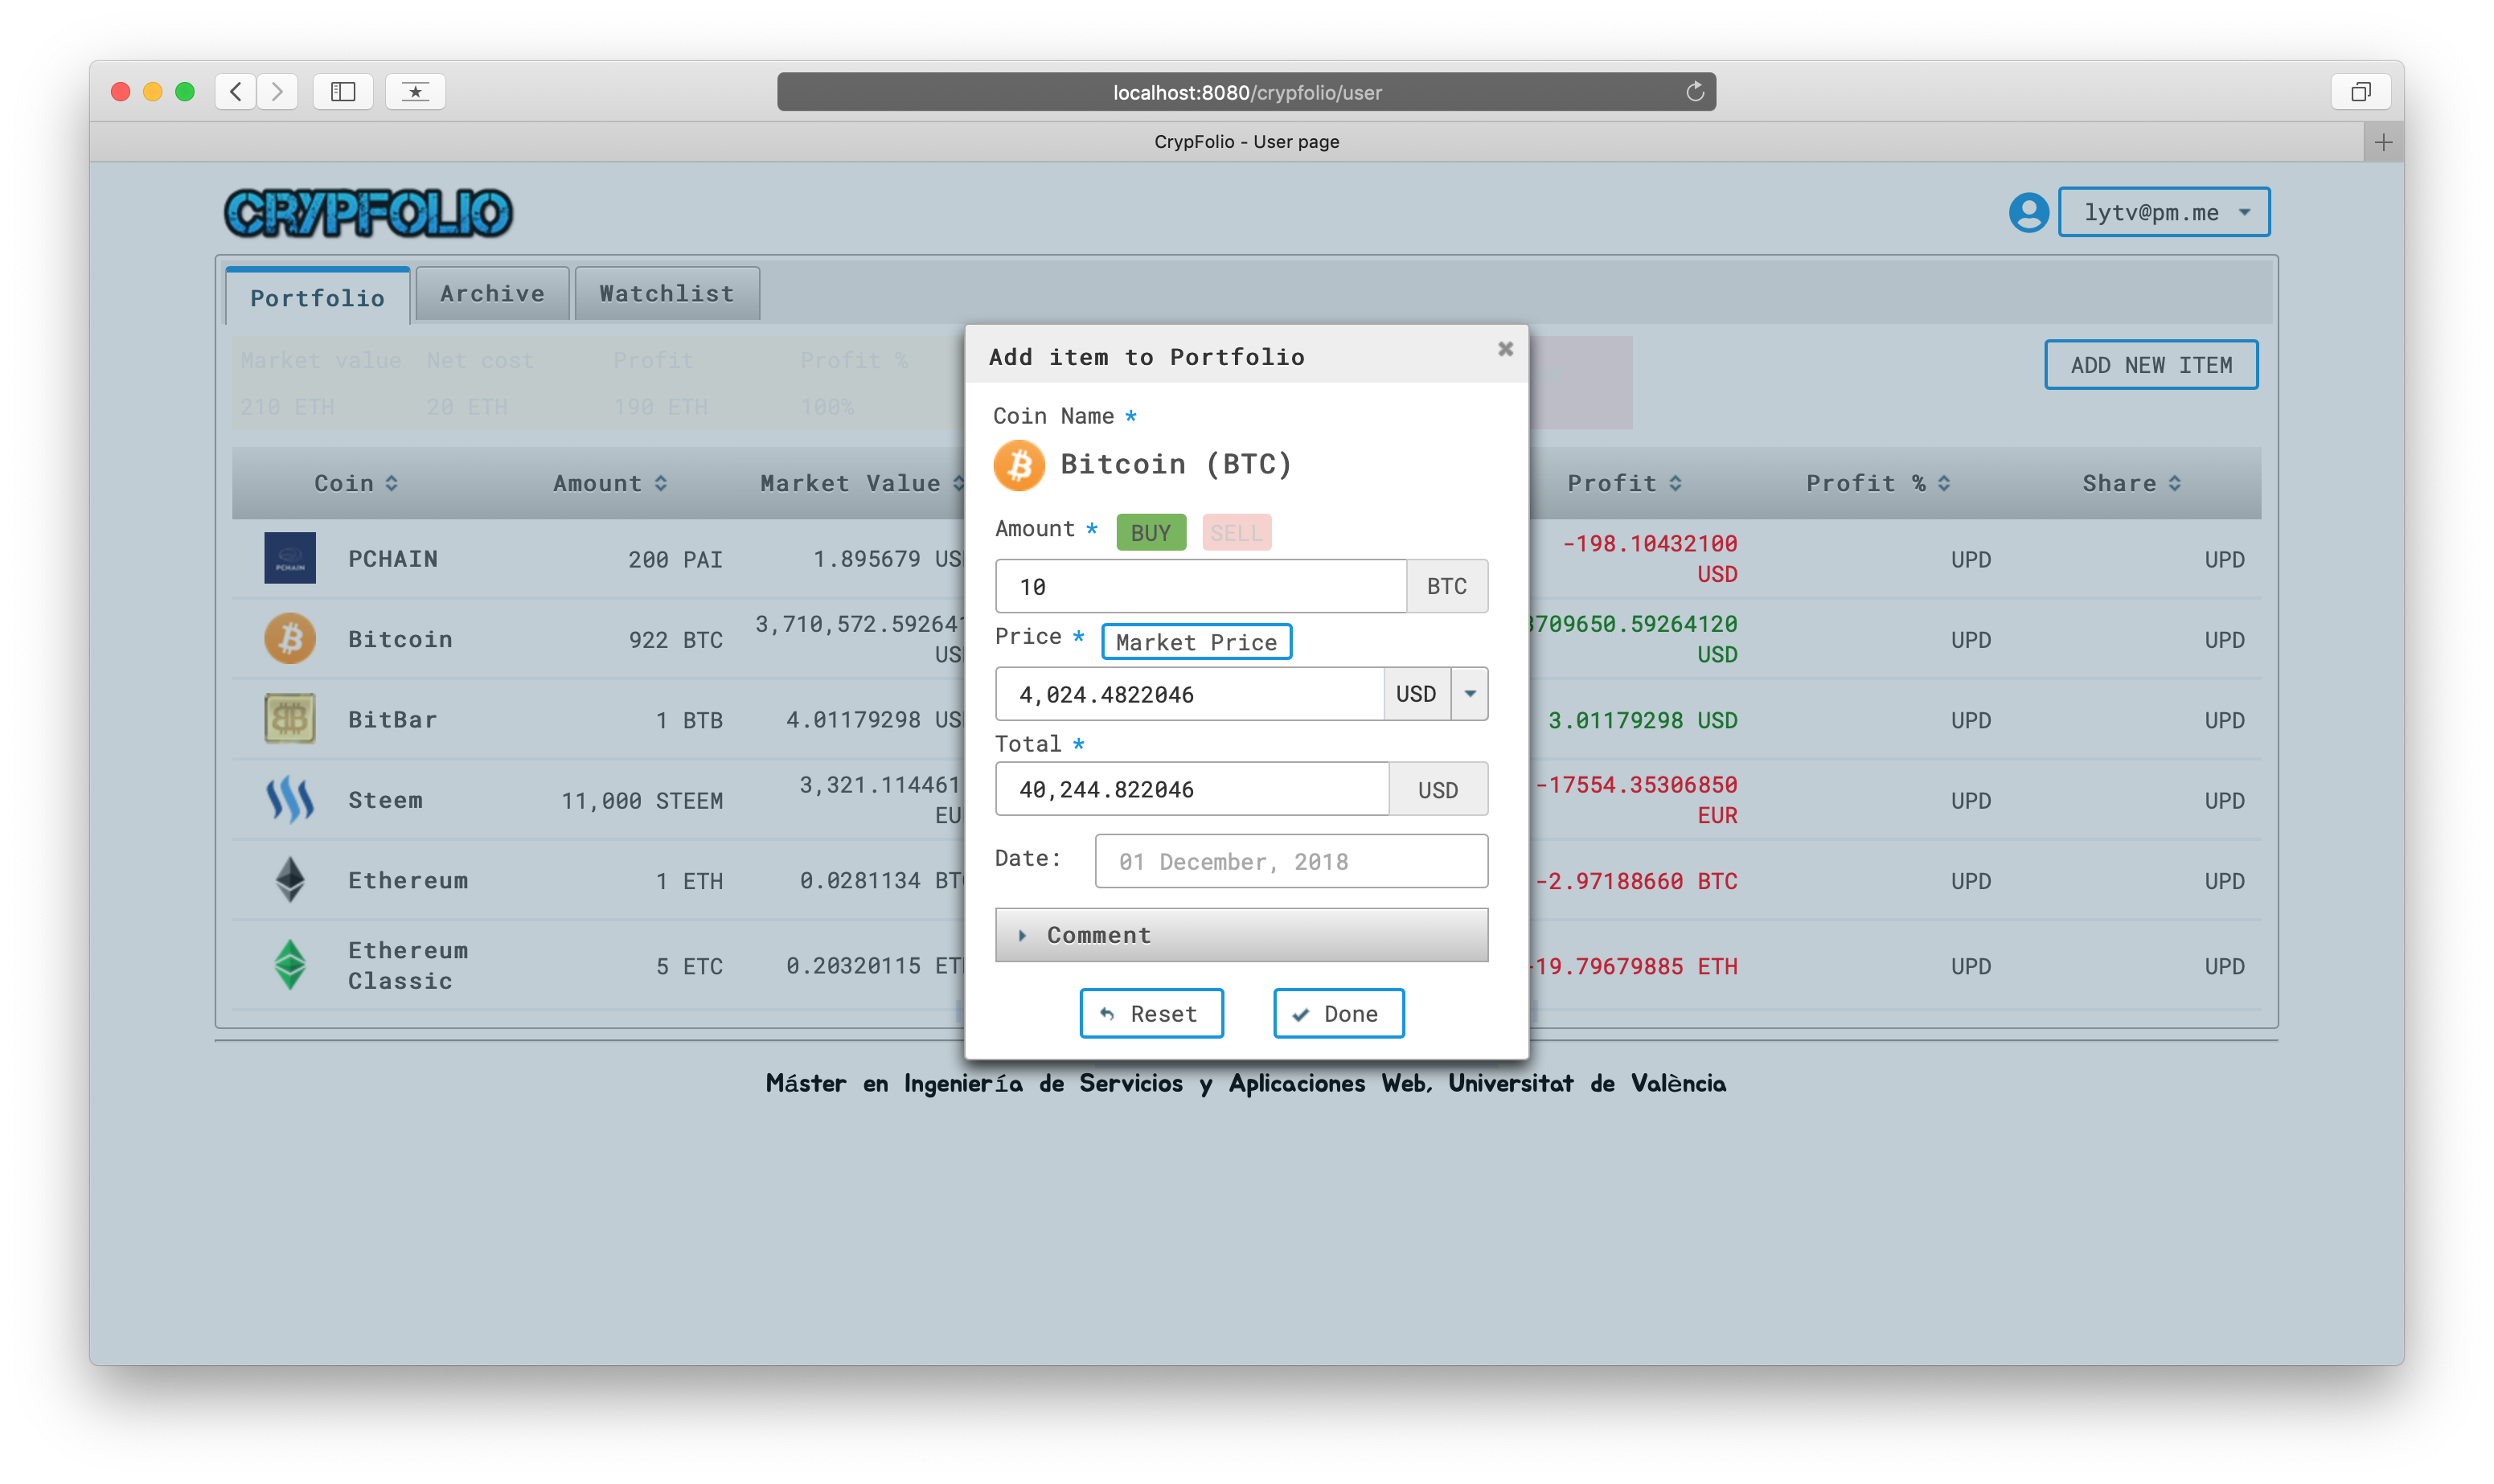 localhost:8080/crypfolio/user
CrypFolio - User page
CRYPFOLIO
lytv@pm.me
Portfolio Archive Watchlist
Market value Net cost Profit Profit %
210 ETH 20 ETH 190 ETH 100%
ADD NEW ITEM
Coin Amount Market Value Profit Profit % Share
PCHAIN
PCHAIN 200 PAI 1.895679 -198.10432100 USD UPD UPD
Bitcoin 922 BTC 3,710,572.59264 709650.59264120 USD UPD UPD
BitBar 1 BTB 4.01179298 3.01179298 USD UPD UPD
Steem 11,000 STEEM 3,321.114461 -17554.35306850 EUR UPD UPD
Ethereum 1 ETH 0.0281134 -2.97188660 BTC UPD UPD
Ethereum Classic 5 ETC 0.20320115 -19.79679885 ETH UPD UPD
Add item to Portfolio
Coin Name *
Bitcoin (BTC)
Amount * BUY SELL
10 BTC
Price * Market Price
4,024.4822046 USD
Total *
40,244.822046 USD
Date: 01 December, 2018
Comment
Reset Done
Máster en Ingeniería de Servicios y Aplicaciones Web, Universitat de València